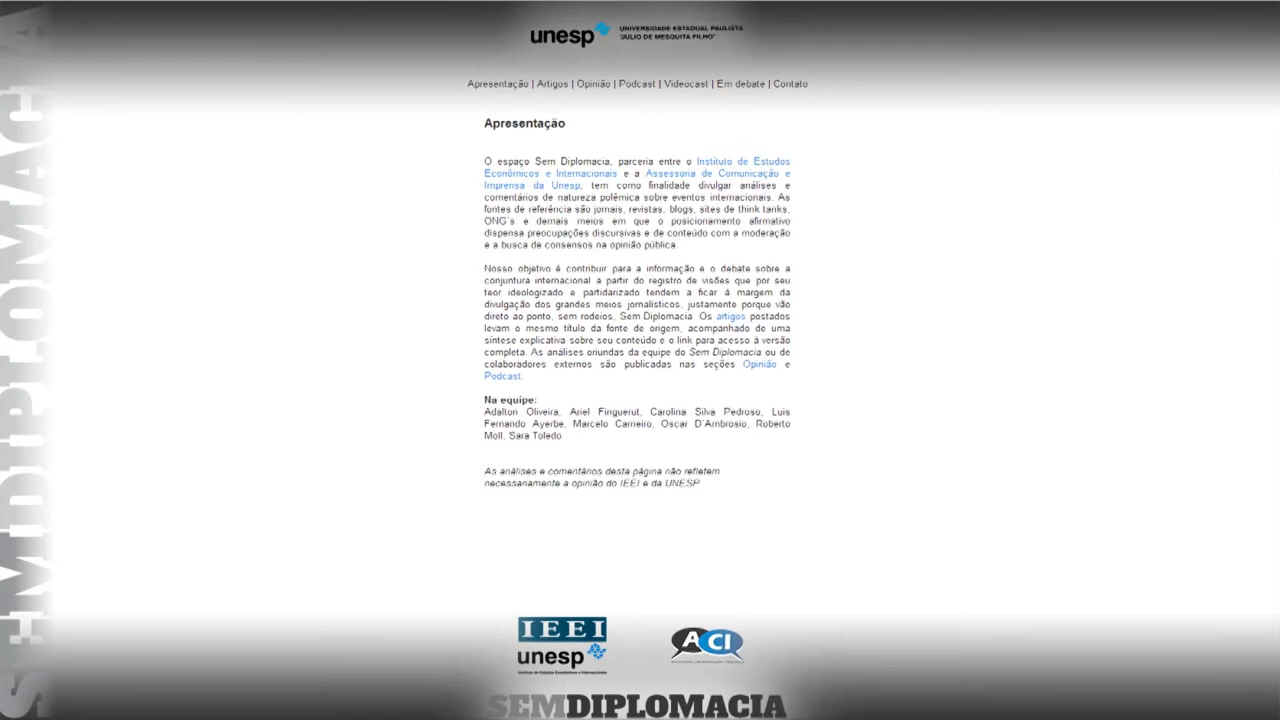 unesp
UNIVERSIDADE ESTADUAL PAULISTA
"JÚLIO DE MESQUITA FILHO"
Apresentação | Artigos | Opinião | Podcast | Videocast | Em debate | Contato
Apresentação
O espaço Sem Diplomacia, parceria entre o Instituto de Estudos
Econômicos e Internacionais e a Assessoria de Comunicação e
Imprensa da Unesp, tem como finalidade divulgar análises e
comentários de natureza polêmica sobre eventos internacionais. As
fontes de referência são jornais, revistas, blogs, sites de think tanks,
ONG´s e demais meios em que o posicionamento afirmativo
dispensa preocupações discursivas e de conteúdo com a moderação
e a busca de consensos na opinião pública.
Nosso objetivo é contribuir para a informação e o debate sobre a
conjuntura internacional a partir do registro de visões que por seu
teor ideologizado e partidarizado tendem a ficar à margem da
divulgação dos grandes meios jornalísticos, justamente porque vão
direto ao ponto, sem rodeios, Sem Diplomacia. Os artigos postados
levam o mesmo título da fonte de origem, acompanhado de uma
síntese explicativa sobre seu conteúdo e o link para acesso à versão
completa. As análises oriundas da equipe do Sem Diplomacia ou de
colaboradores externos são publicadas nas seções Opinião e
Podcast.
Na equipe:
Adalton Oliveira, Ariel Finguerut, Carolina Silva Pedroso, Luis
Fernando Ayerbe, Marcelo Carneiro, Oscar D´Ambrosio, Roberto
Moll, Sara Toledo
As análises e comentários desta página não refletem
necessariamente a opinião do IEEI e da UNESP
IEEI
unesp
Instituto de Estudos Econômicos e Internacionais
ACI
SEMDIPLOMACIA
SEMDIPLOMACIA